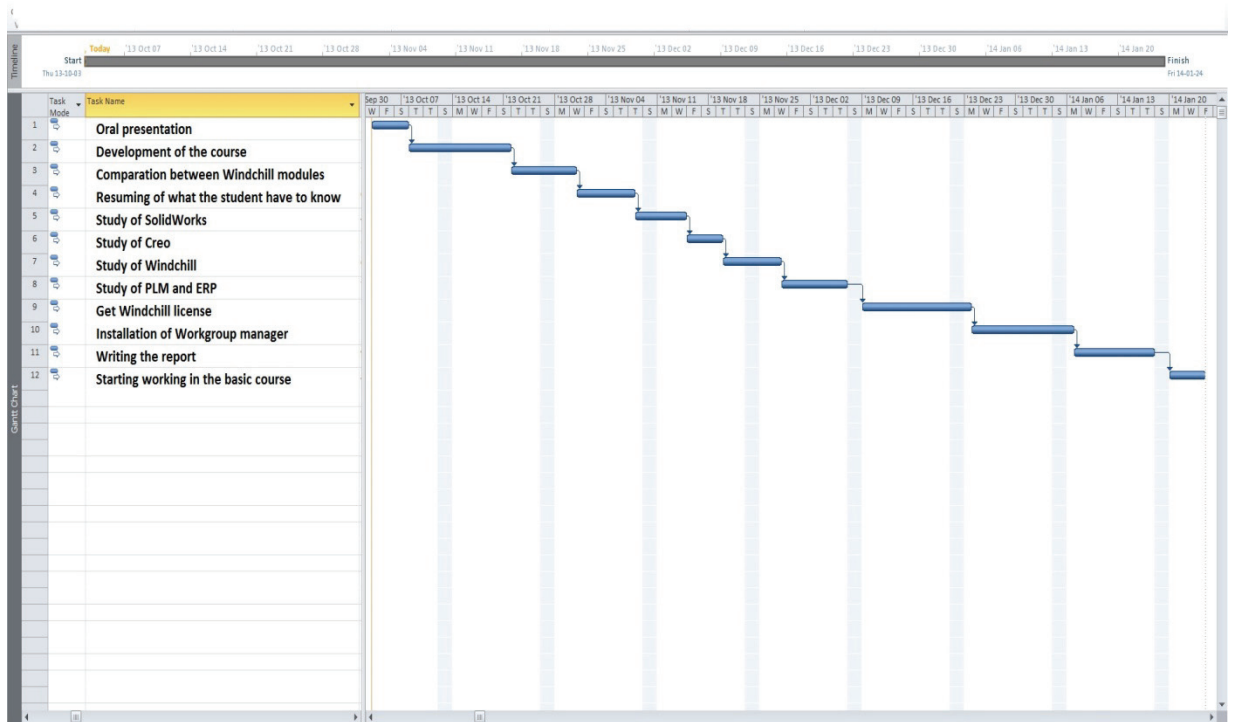 Timeline
Today '13 Oct 07 '13 Oct 14 '13 Oct 21 '13 Oct 28 '13 Nov 04 '13 Nov 11 '13 Nov 18 '13 Nov 25 '13 Dec 02 '13 Dec 09 '13 Dec 16 '13 Dec 23 '13 Dec 30 '14 Jan 06 '14 Jan 13 '14 Jan 20
Start Finish
Thu 13-10-03 Fri 14-01-24
Task Task Name Sep 30 '13 Oct 07 '13 Oct 14 '13 Oct 21 '13 Oct 28 '13 Nov 04 '13 Nov 11 '13 Nov 18 '13 Nov 25 '13 Dec 02 '13 Dec 09 '13 Dec 16 '13 Dec 23 '13 Dec 30 '14 Jan 06 '14 Jan 13 '14 Jan 20
Mode W F S T T S M W F S T T S M W F S T T S M W F S T T S M W F S T T S M W F S T T S M W F S T T S M W F S T T S M W F
1 Oral presentation
2 Development of the course
3 Comparation between Windchill modules
4 Resuming of what the student have to know
5 Study of SolidWorks
6 Study of Creo
7 Study of Windchill
8 Study of PLM and ERP
9 Get Windchill license
10 Installation of Workgroup manager
11 Writing the report
12 Starting working in the basic course
Gantt Chart